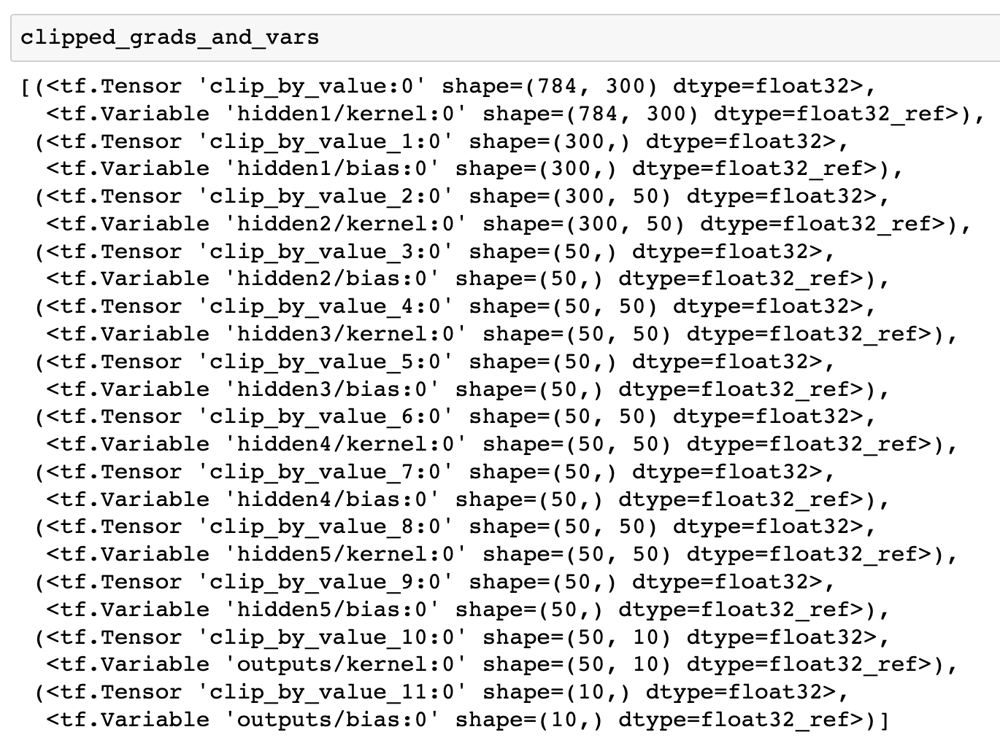 clipped_grads_and_vars
[(<tf.Tensor 'clip_by_value:0' shape=(784, 300) dtype=float32>,
<tf.Variable 'hidden1/kernel:0' shape=(784, 300) dtype=float32_ref>),
(<tf.Tensor 'clip_by_value_1:0' shape=(300,) dtype=float32>,
<tf.Variable 'hidden1/bias:0' shape=(300,) dtype=float32_ref>),
(<tf.Tensor 'clip_by_value_2:0' shape=(300, 50) dtype=float32>,
<tf.Variable 'hidden2/kernel:0' shape=(300, 50) dtype=float32_ref>),
(<tf.Tensor 'clip_by_value_3:0' shape=(50,) dtype=float32>,
<tf.Variable 'hidden2/bias:0' shape=(50,) dtype=float32_ref>),
(<tf.Tensor 'clip_by_value_4:0' shape=(50, 50) dtype=float32>,
<tf.Variable 'hidden3/kernel:0' shape=(50, 50) dtype=float32_ref>),
(<tf.Tensor 'clip_by_value_5:0' shape=(50,) dtype=float32>,
<tf.Variable 'hidden3/bias:0' shape=(50,) dtype=float32_ref>),
(<tf.Tensor 'clip_by_value_6:0' shape=(50, 50) dtype=float32>,
<tf.Variable 'hidden4/kernel:0' shape=(50, 50) dtype=float32_ref>),
(<tf.Tensor 'clip_by_value_7:0' shape=(50,) dtype=float32>,
<tf.Variable 'hidden4/bias:0' shape=(50,) dtype=float32_ref>),
(<tf.Tensor 'clip_by_value_8:0' shape=(50, 50) dtype=float32>,
<tf.Variable 'hidden5/kernel:0' shape=(50, 50) dtype=float32_ref>),
(<tf.Tensor 'clip_by_value_9:0' shape=(50,) dtype=float32>,
<tf.Variable 'hidden5/bias:0' shape=(50,) dtype=float32_ref>),
(<tf.Tensor 'clip_by_value_10:0' shape=(50, 10) dtype=float32>,
<tf.Variable 'outputs/kernel:0' shape=(50, 10) dtype=float32_ref>),
(<tf.Tensor 'clip_by_value_11:0' shape=(10,) dtype=float32>,
<tf.Variable 'outputs/bias:0' shape=(10,) dtype=float32_ref>)]